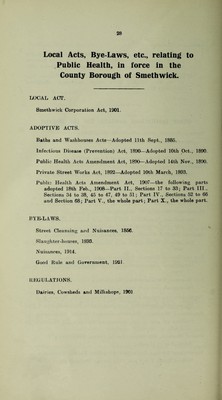 28
Local Acts, Bye-Laws, etc., relating to
Public Health, in force in the
County Borough of Smethwick.
LOCAL ACT.
Smethwick Corporation Act, 1901.
ADOPTIVE ACTS.
Baths and Washhouses Acts—Adopted 11th Sept., 1885.
Infectious Disease (Prevention) Act, 1890—Adopted 16th Oct., 1890.
Public Health Acts Amendment Act, 1890—Adopted 14th Nov., 1890.
Private Street Works Act, 1892—Adopted 10th March, 1903.
Public Health Acts Amendment Act, 1907—the following parts
adopted 18th Feb., 1908—Part II., Sections 17 to 33; Part III.,
Sections 34 to 38, 45 to 47, 49 to 51; Part IV., Sections 52 to 66
and Section 68; Part V., the whole part; Part X., the whole part.
BYE-LAWS.
Street Cleansing and Nuisances, 1856.
Slaughter-houses, 1893.
Nuisances, 1914.
Good Rule and Government, 1901
REGULATIONS.
Dairies, Cowsheds and Milkshops, 1901